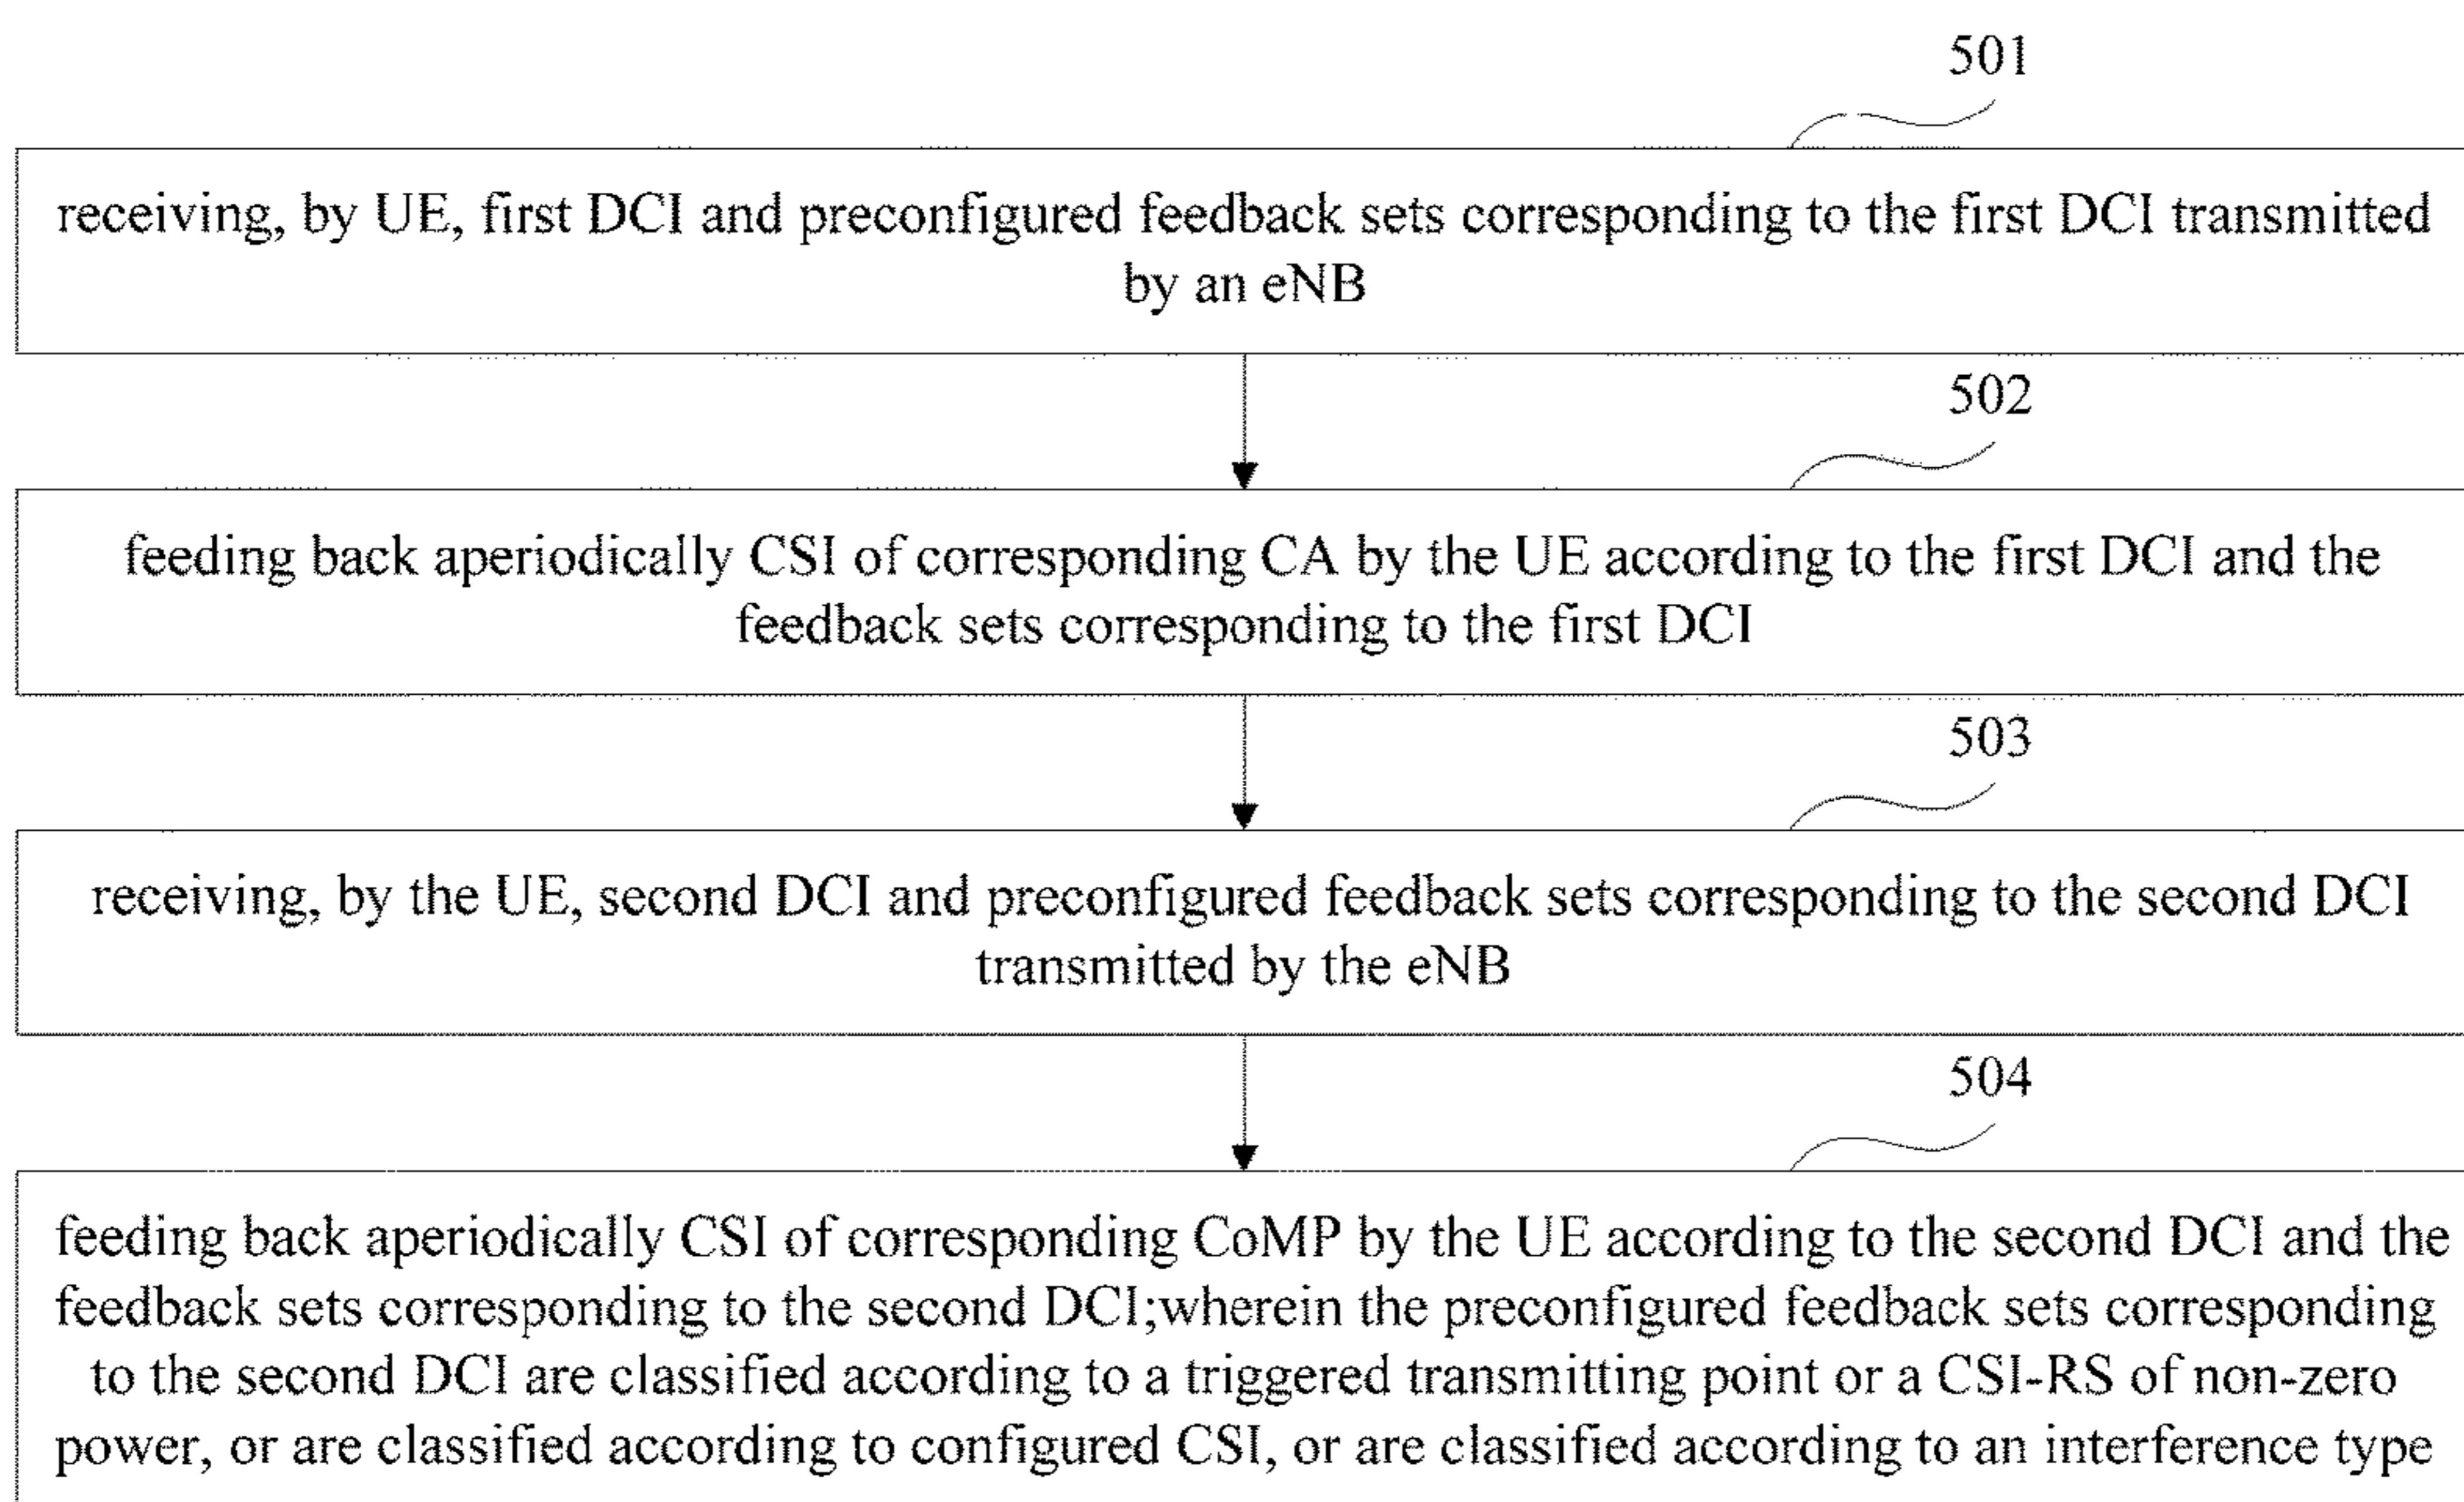 501
receiving, by UE, first DCI and preconfigured feedback sets corresponding to the first DCI transmitted
by an eNB
502
feeding back aperiodically CSI of corresponding CA by the UE according to the first DCI and the
feedback sets corresponding to the first DCI
503
receiving, by the UE, second DCI and preconfigured feedback sets corresponding to the second DCI
transmitted by the eNB
504
feeding back aperiodically CSI of corresponding CoMP by the UE according to the second DCI and the
feedback sets corresponding to the second DCI;wherein the preconfigured feedback sets corresponding
to the second DCI are classified according to a triggered transmitting point or a CSI-RS of non-zero
power, or are classified according to configured CSI, or are classified according to an interference type